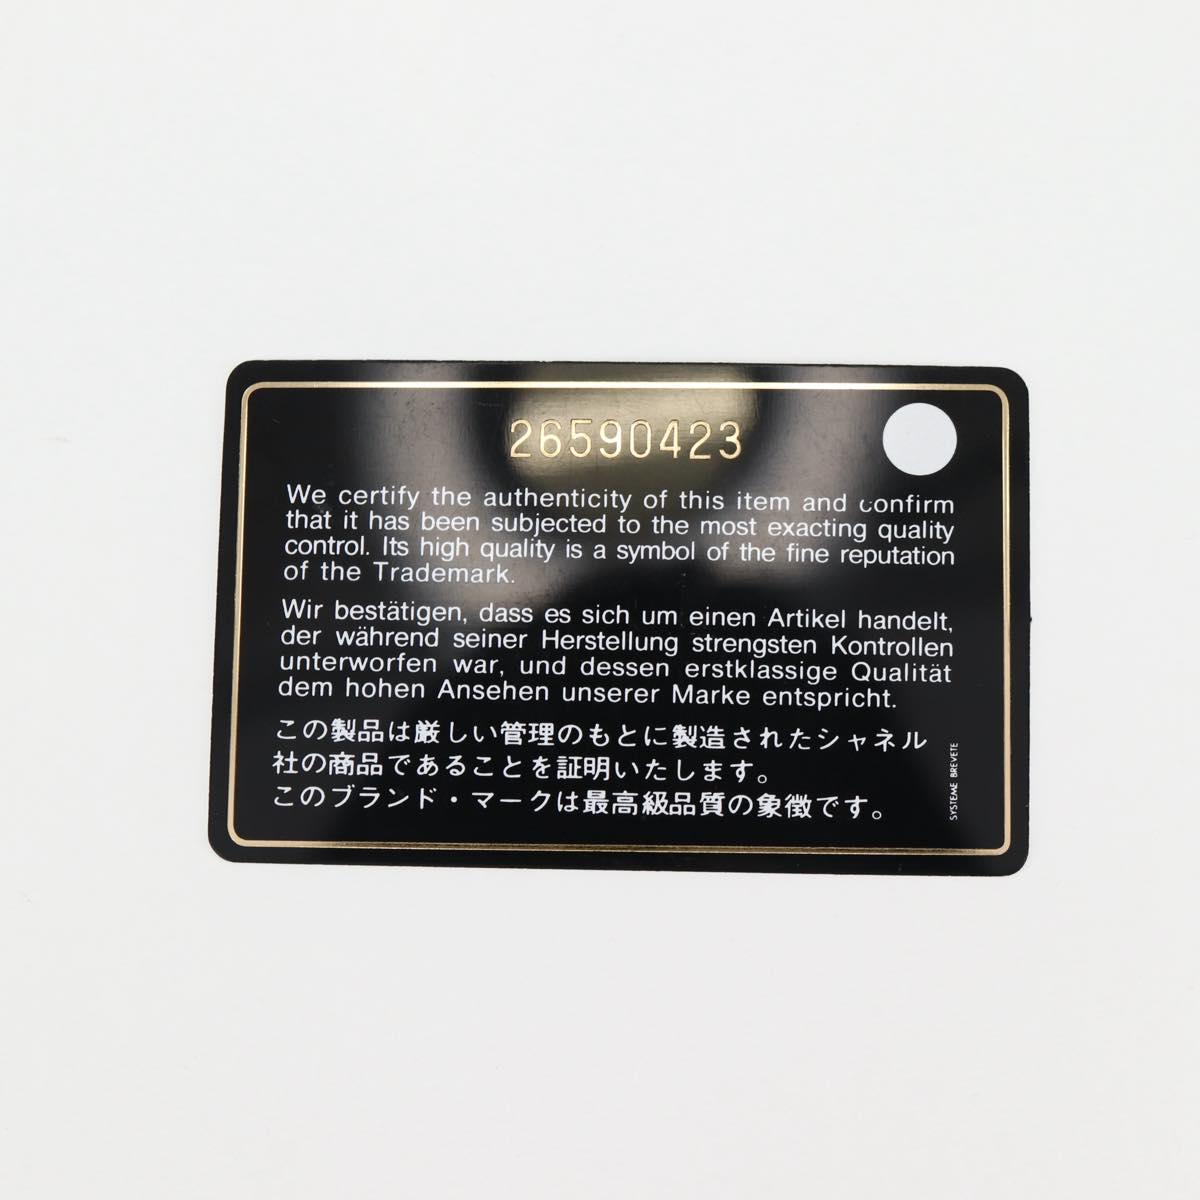 26590423
We certify the authenticity of this item and confirm
that it has been subjected to the most exacting quality
control. Its high quality is a symbol of the fine reputation
of the Trademark.
Wir bestätigen, dass es sich um einen Artikel handelt,
der während seiner Herstellung strengsten Kontrollen
unterworfen war, und dessen erstklassige Qualität
dem hohen Ansehen unserer Marke entspricht.
この製品は厳しい管理のもとに製造されたシャネル
社の商品であることを証明いたします。
このブランド・マークは最高級品質の象徴です。
SYSTEME BREVETE